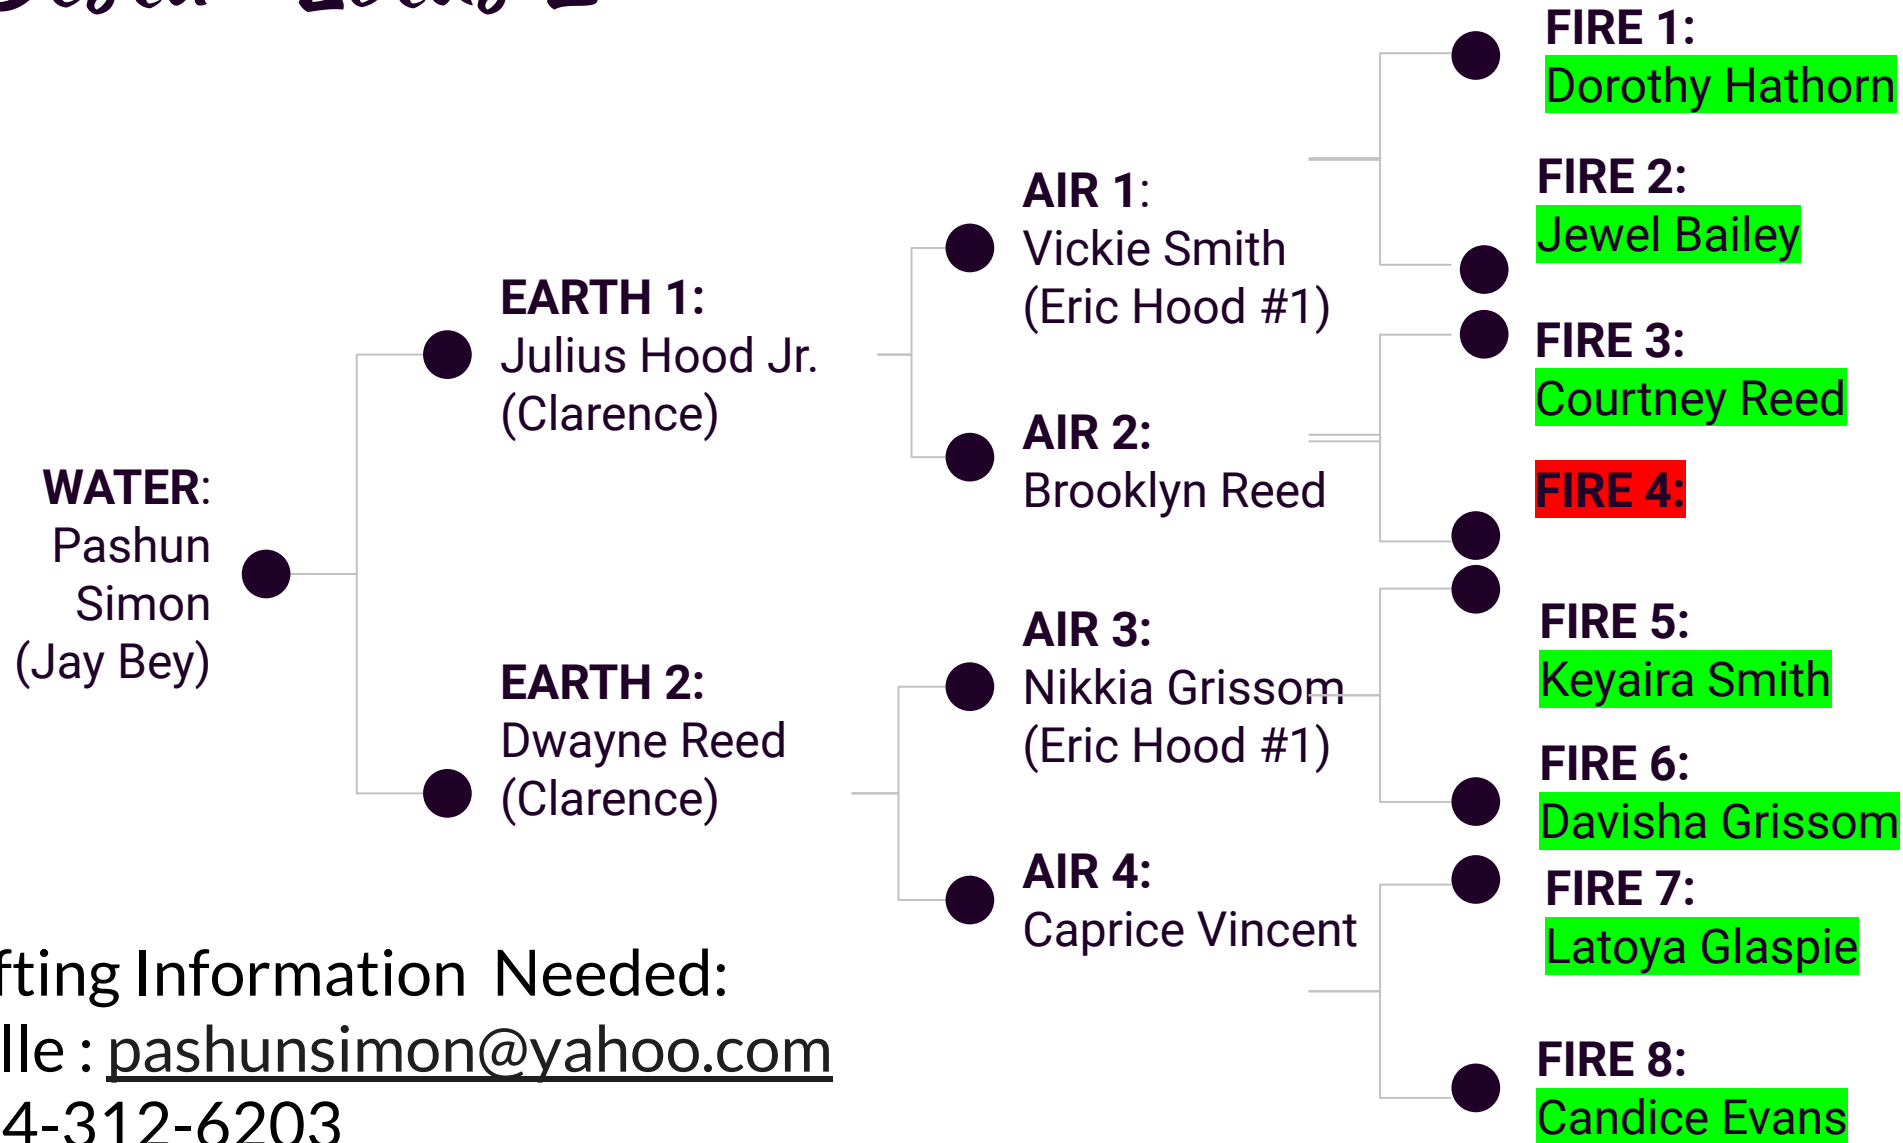 WATER:
Pashun
Simon
(Jay Bey)
EARTH 1:
Julius Hood Jr.
(Clarence)
EARTH 2:
Dwayne Reed
(Clarence)
AIR 1:
Vickie Smith
(Eric Hood #1)
AIR 2:
Brooklyn Reed
AIR 3:
Nikkia Grissom
(Eric Hood #1)
AIR 4:
Caprice Vincent
FIRE 1:
Dorothy Hathorn
FIRE 2:
Jewel Bailey
FIRE 3:
Courtney Reed
FIRE 4:
FIRE 5:
Keyaira Smith
FIRE 6:
Davisha Grissom
FIRE 7:
Latoya Glaspie
FIRE 8:
Candice Evans
fting Information Needed:
lle : pashunsimon@yahoo.com
4-312-6203